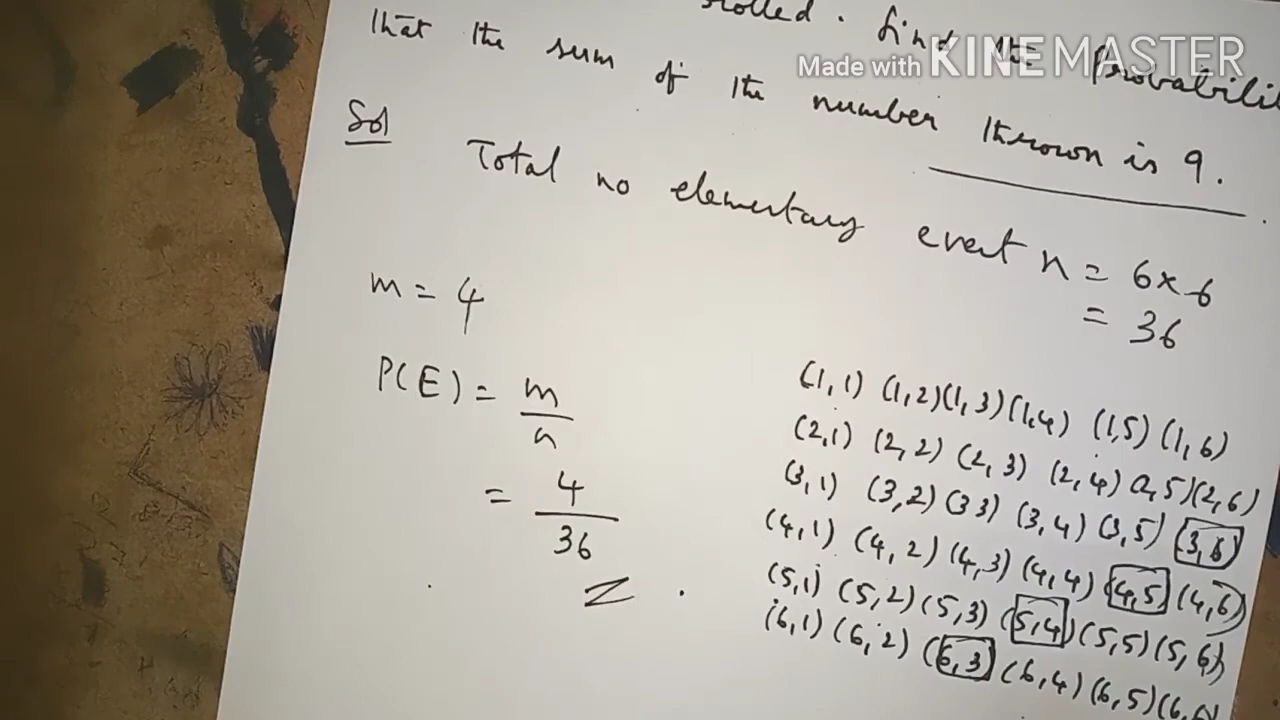 rolled. find the Probabili
Made with KINEMASTER
that the sum of the number thrown is 9.
Sol
Total no elementary event n = 6x6
= 36
m = 4
P(E) = m/n
= 4/36
(1,1) (1,2)(1,3)(1,4) (1,5) (1,6)
(2,1) (2,2) (2,3) (2,4) (2,5)(2,6)
(3,1) (3,2) (33) (3,4) (3,5) (3,6)
(4,1) (4,2) (4,3) (4,4) (4,5) (4,6)
(5,1) (5,2) (5,3) (5,4) (5,5) (5,6)
(6,1) (6,2) (6,3) (6,4) (6,5) (6,6)